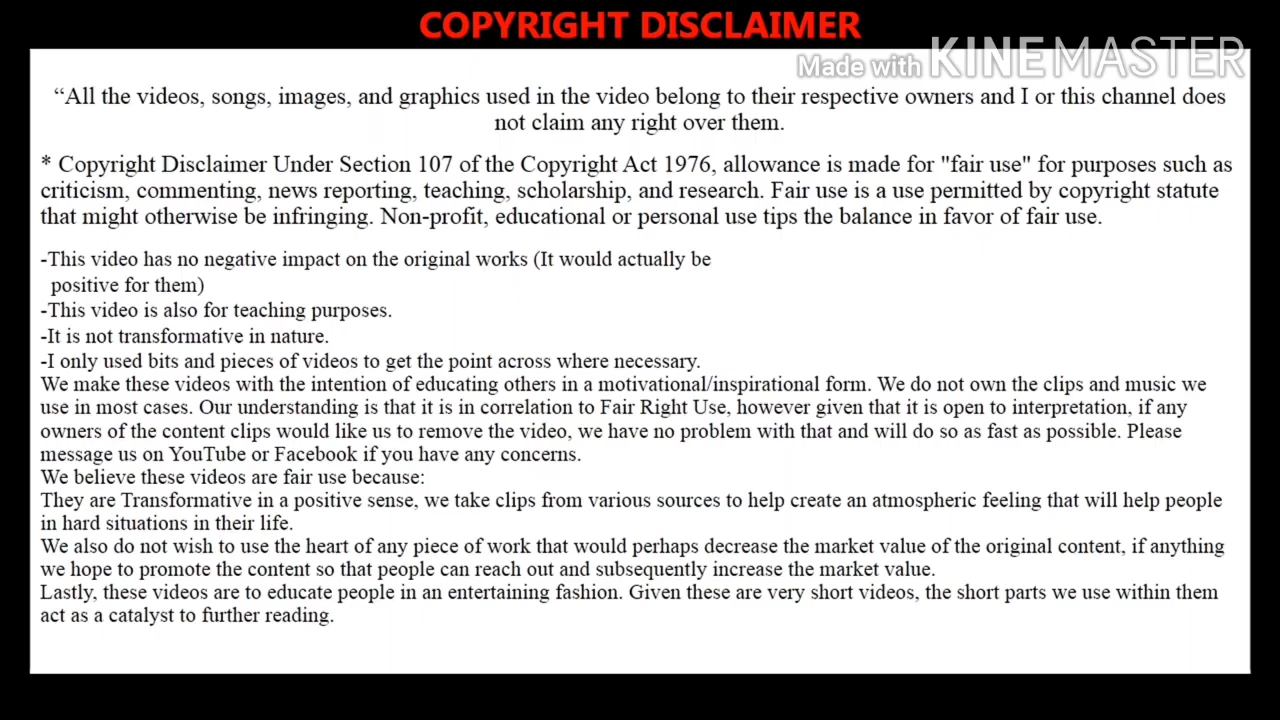 COPYRIGHT DISCLAIMER
Made with KINEMASTER
“All the videos, songs, images, and graphics used in the video belong to their respective owners and I or this channel does
not claim any right over them.
* Copyright Disclaimer Under Section 107 of the Copyright Act 1976, allowance is made for "fair use" for purposes such as
criticism, commenting, news reporting, teaching, scholarship, and research. Fair use is a use permitted by copyright statute
that might otherwise be infringing. Non-profit, educational or personal use tips the balance in favor of fair use.
-This video has no negative impact on the original works (It would actually be
positive for them)
-This video is also for teaching purposes.
-It is not transformative in nature.
-I only used bits and pieces of videos to get the point across where necessary.
We make these videos with the intention of educating others in a motivational/inspirational form. We do not own the clips and music we
use in most cases. Our understanding is that it is in correlation to Fair Right Use, however given that it is open to interpretation, if any
owners of the content clips would like us to remove the video, we have no problem with that and will do so as fast as possible. Please
message us on YouTube or Facebook if you have any concerns.
We believe these videos are fair use because:
They are Transformative in a positive sense, we take clips from various sources to help create an atmospheric feeling that will help people
in hard situations in their life.
We also do not wish to use the heart of any piece of work that would perhaps decrease the market value of the original content, if anything
we hope to promote the content so that people can reach out and subsequently increase the market value.
Lastly, these videos are to educate people in an entertaining fashion. Given these are very short videos, the short parts we use within them
act as a catalyst to further reading.